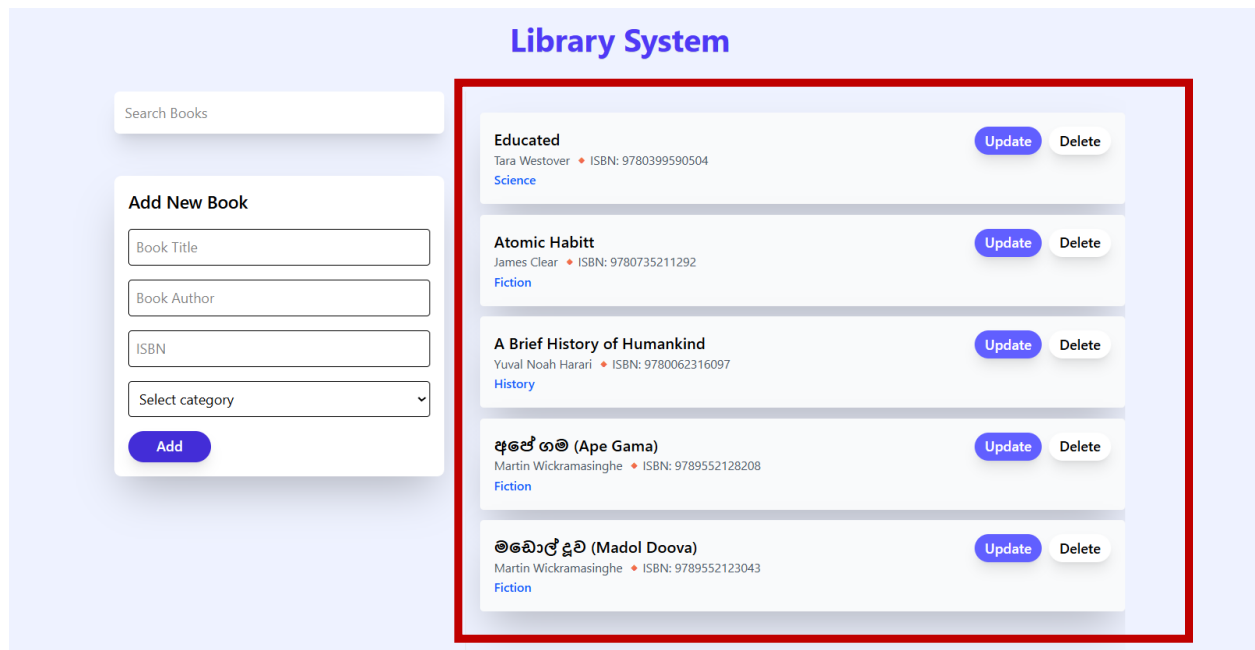 Library System
Search Books
Add New Book
Book Title
Book Author
ISBN
Select category
Add
Educated
Tara Westover 🔸 ISBN: 9780399590504
Science
Update Delete
Atomic Habitt
James Clear 🔸 ISBN: 9780735211292
Fiction
Update Delete
A Brief History of Humankind
Yuval Noah Harari 🔸 ISBN: 9780062316097
History
Update Delete
අපේ ගම (Ape Gama)
Martin Wickramasinghe 🔸 ISBN: 9789552128208
Fiction
Update Delete
මඩොල් දූව (Madol Doova)
Martin Wickramasinghe 🔸 ISBN: 9789552123043
Fiction
Update Delete